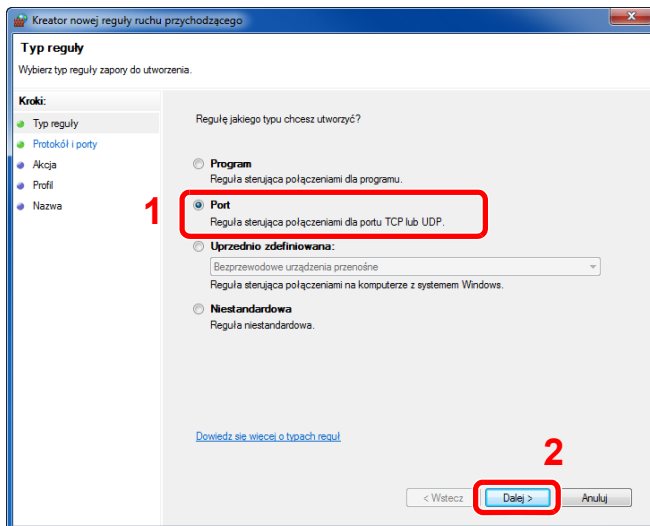 Kreator nowej reguły ruchu przychodzącego
Typ reguły
Wybierz typ reguły zapory do utworzenia.
Kroki:
Typ reguły
Protokół i porty
Akcja
Profil
Nazwa
Regułę jakiego typu chcesz utworzyć?
Program
Reguła sterująca połączeniami dla programu.
1
Port
Reguła sterująca połączeniami dla portu TCP lub UDP.
Uprzednio zdefiniowana:
Bezprzewodowe urządzenia przenośne
Reguła sterująca połączeniami na komputerze z systemem Windows.
Niestandardowa
Reguła niestandardowa.
Dowiedz się więcej o typach reguł
2
< Wstecz
Dalej >
Anuluj